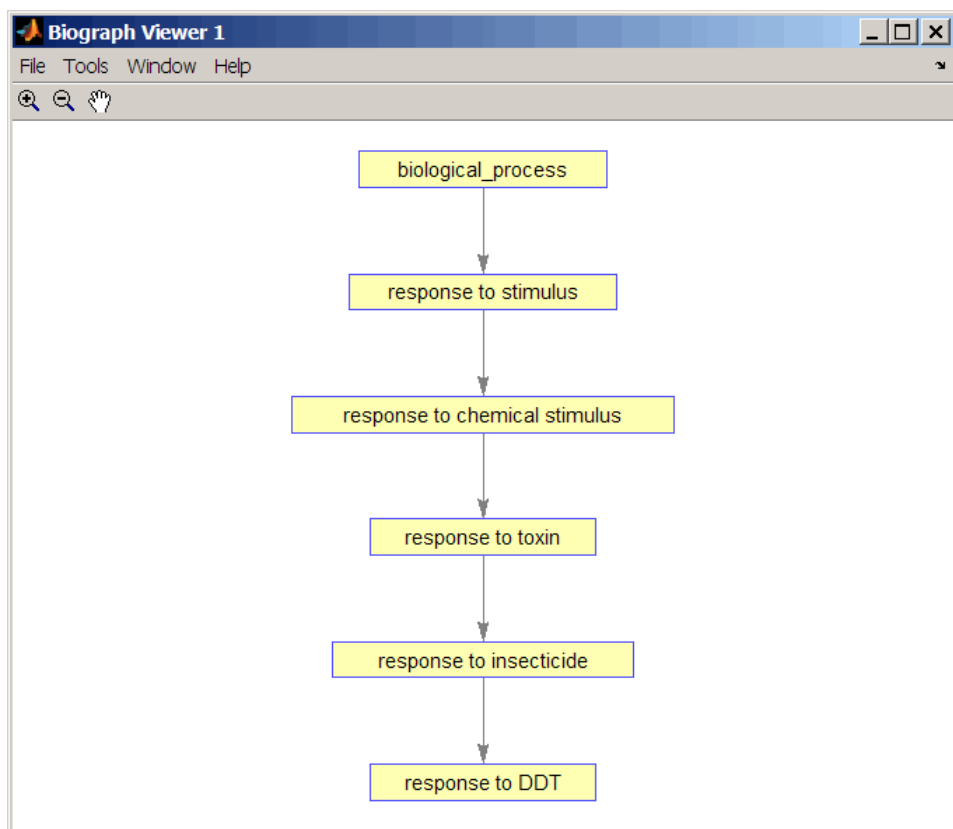 Biograph Viewer 1
File Tools Window Help
biological_process
response to stimulus
response to chemical stimulus
response to toxin
response to insecticide
response to DDT